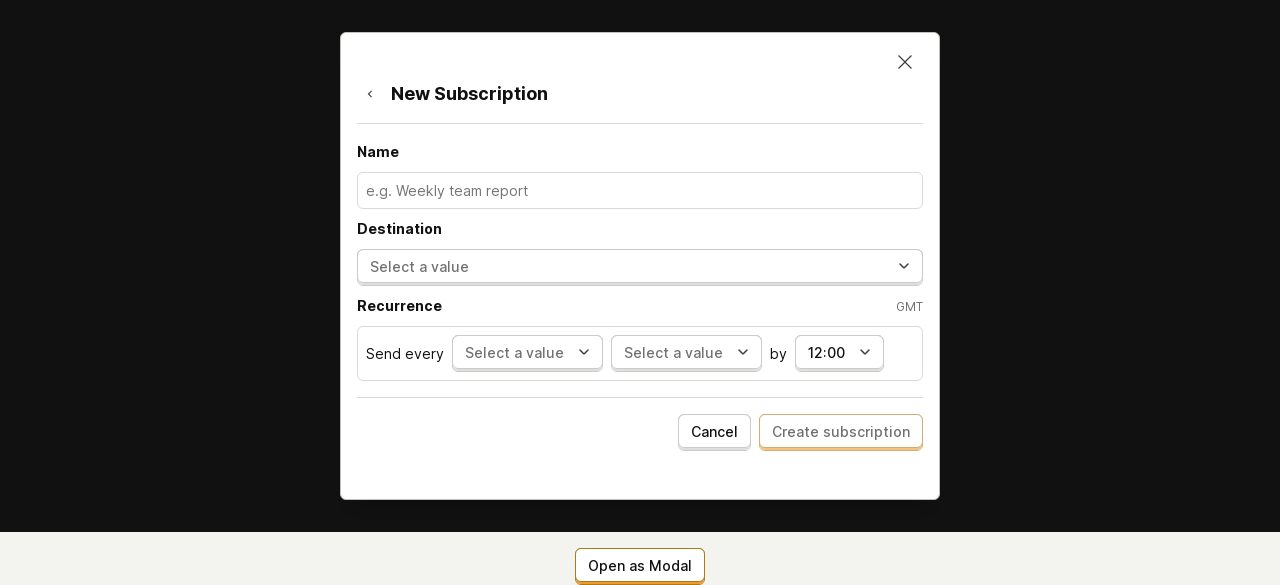 New Subscription
Name
e.g. Weekly team report
Destination
Select a value
Recurrence GMT
Send every Select a value Select a value by 12:00
Cancel Create subscription
Open as Modal